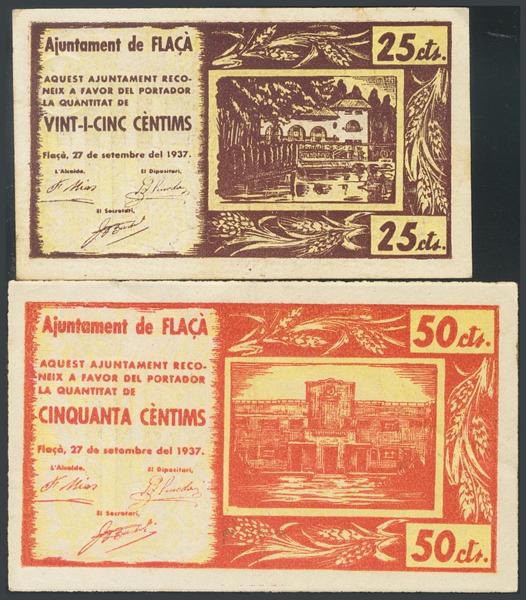 Ajuntament de FLAÇÀ
AQUEST AJUNTAMENT RECO-
NEIX A FAVOR DEL PORTADOR
LA QUANTITAT DE
VINT-I-CINC CÈNTIMS
Flaçà, 27 de setembre del 1937.
L'Alcalde, El Dipositari,
F. Mias
El Secretari,
25 cts.
25 cts.
Ajuntament de FLAÇÀ
AQUEST AJUNTAMENT RECO-
NEIX A FAVOR DEL PORTADOR
LA QUANTITAT DE
CINQUANTA CÈNTIMS
Flaçà, 27 de setembre del 1937.
L'Alcalde, El Dipositari,
F. Mias
El Secretari,
50 cts.
50 cts.